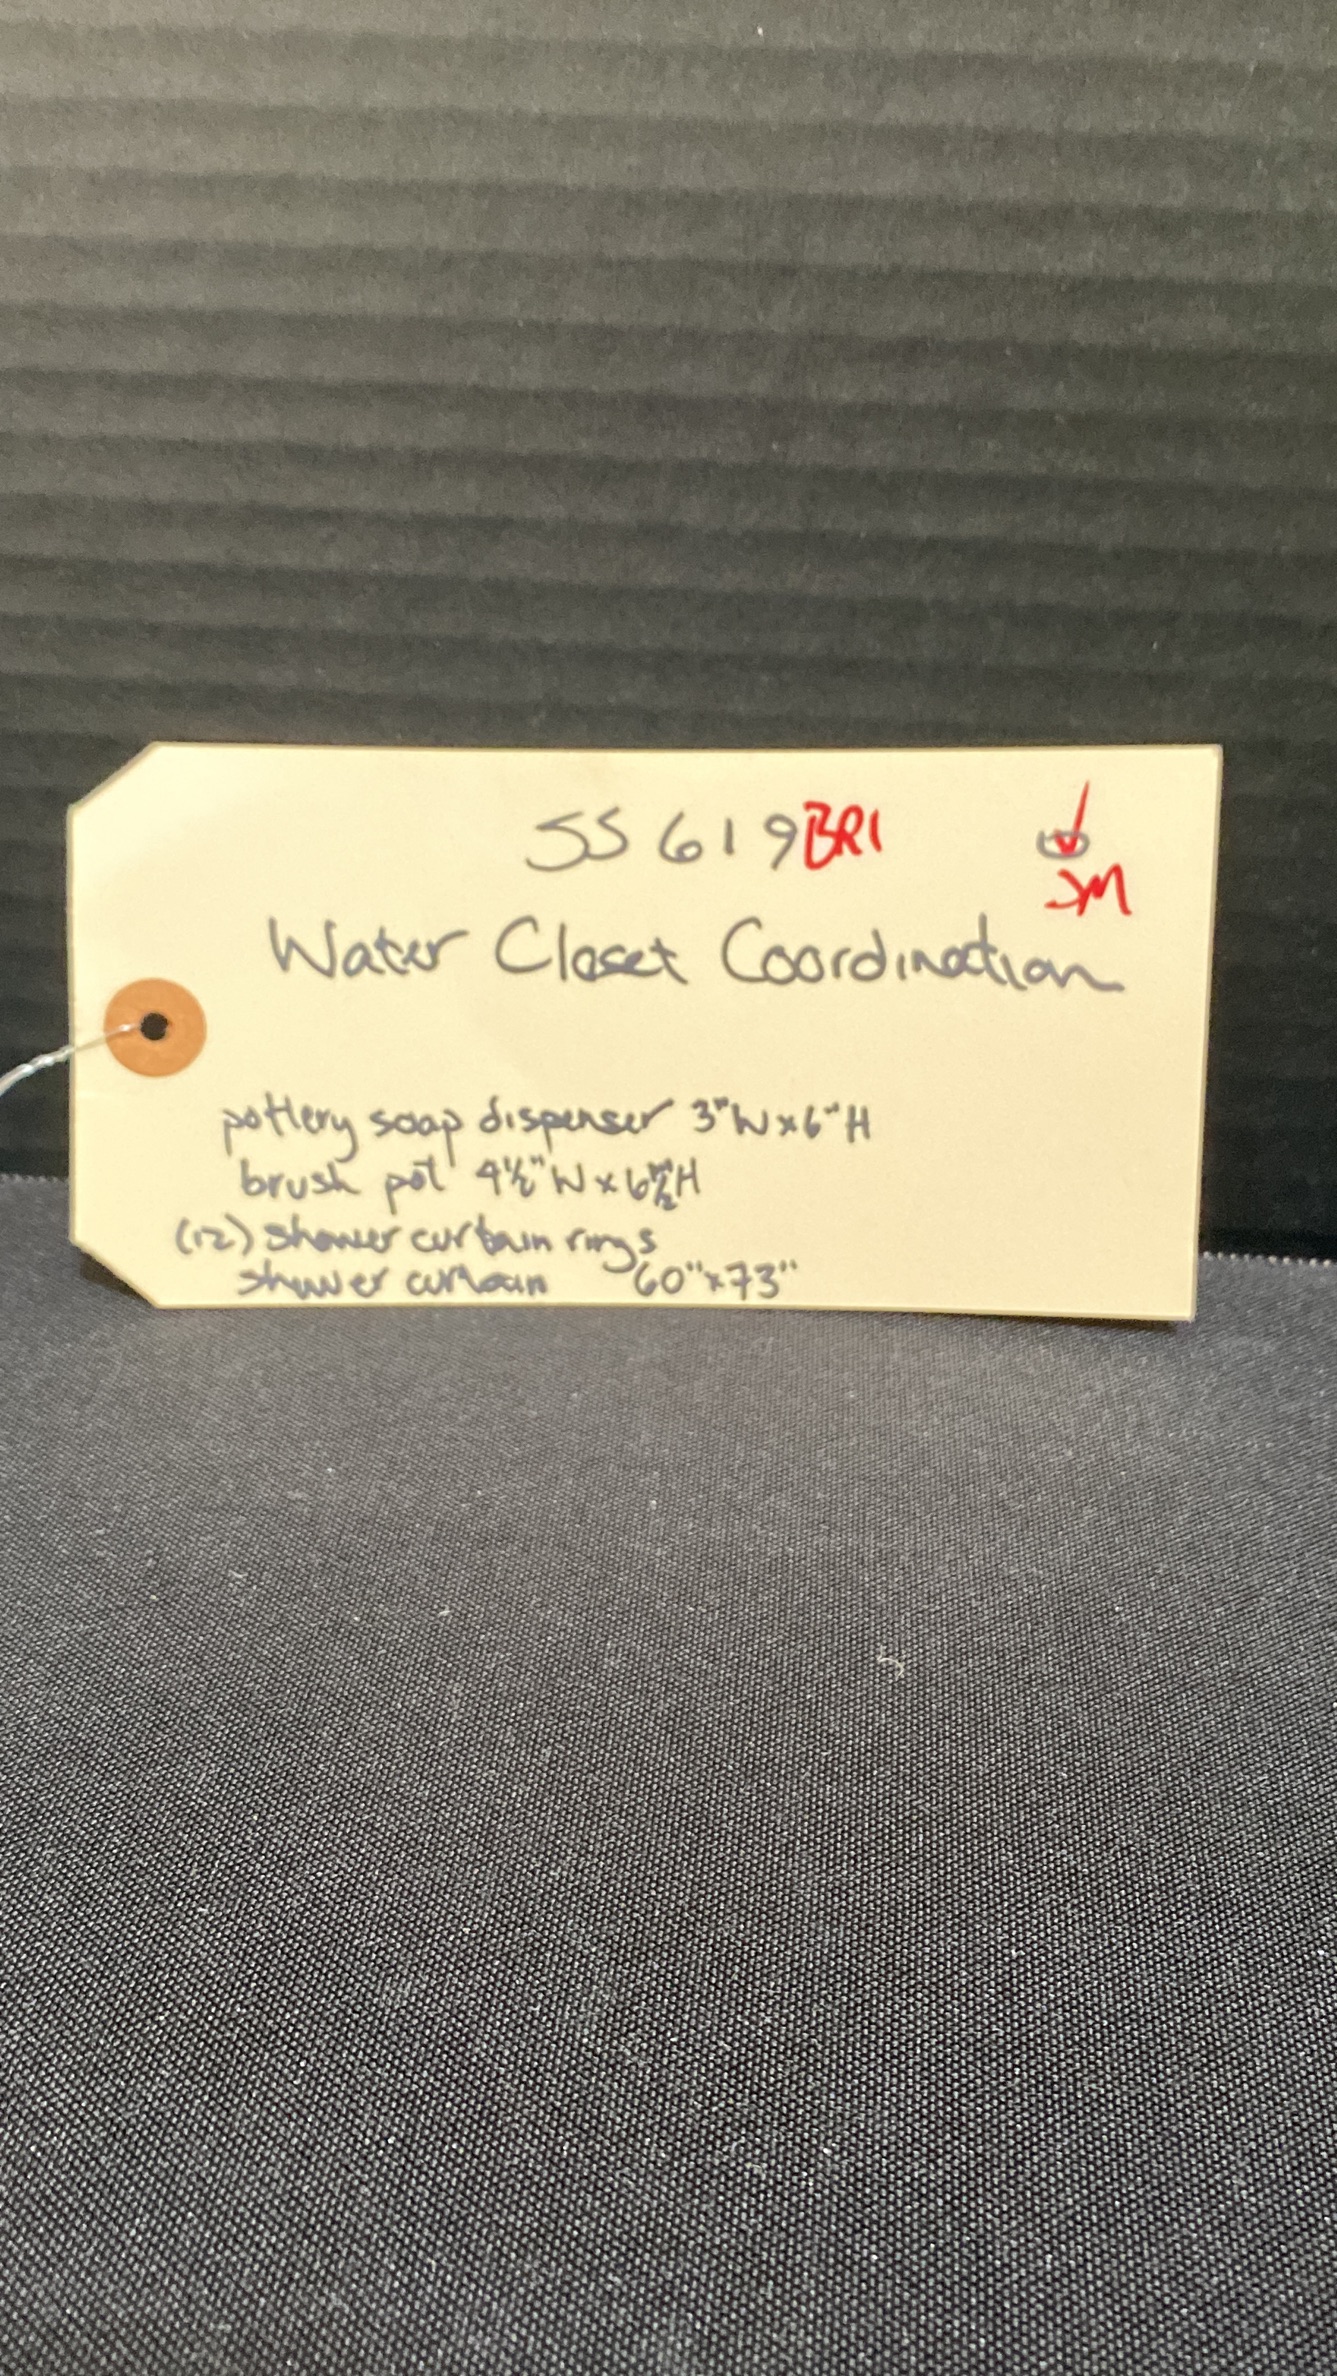 SS619BR1
SM
Water Closet Coordination
pottery soap dispenser 3"W x 6"H
brush pot 4½"W x 6½"H
(12) shower curtain rings
shower curtain 60"x73"